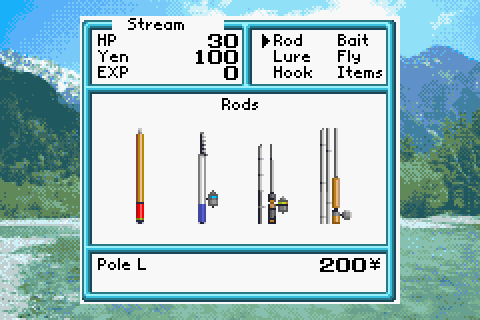 Stream
HP 30
Yen 100
EXP 0
Rod Bait
Lure Fly
Hook Items
Rods
Pole L 200¥